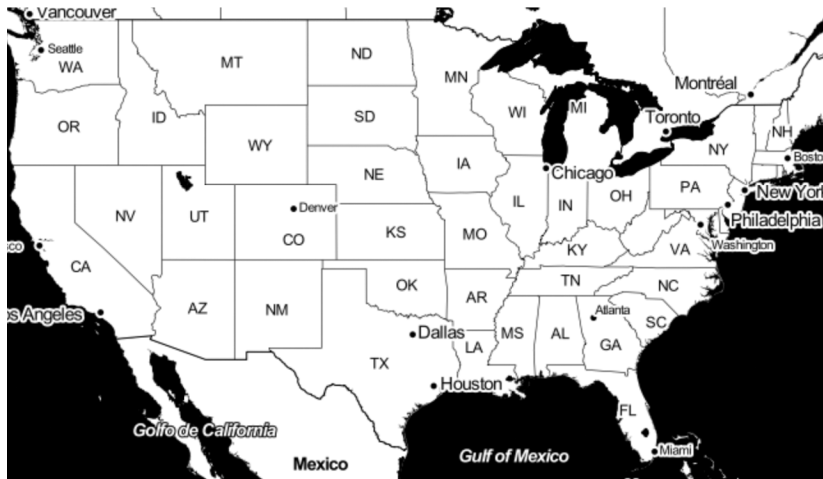 Vancouver
Seattle
WA
MT
ND
MN
Montréal
OR
ID
SD
WI
MI
Toronto
NH
WY
NY
Boston
IA
NE
Chicago
PA
New York
NV
UT
Denver
IL
IN
OH
Philadelphia
CO
KS
MO
KY
VA
Washington
sco
CA
OK
TN
NC
AZ
NM
AR
os Angeles
Atlanta
SC
Dallas
MS
AL
GA
LA
TX
Houston
FL
Golfo de California
Miami
Gulf of Mexico
Mexico